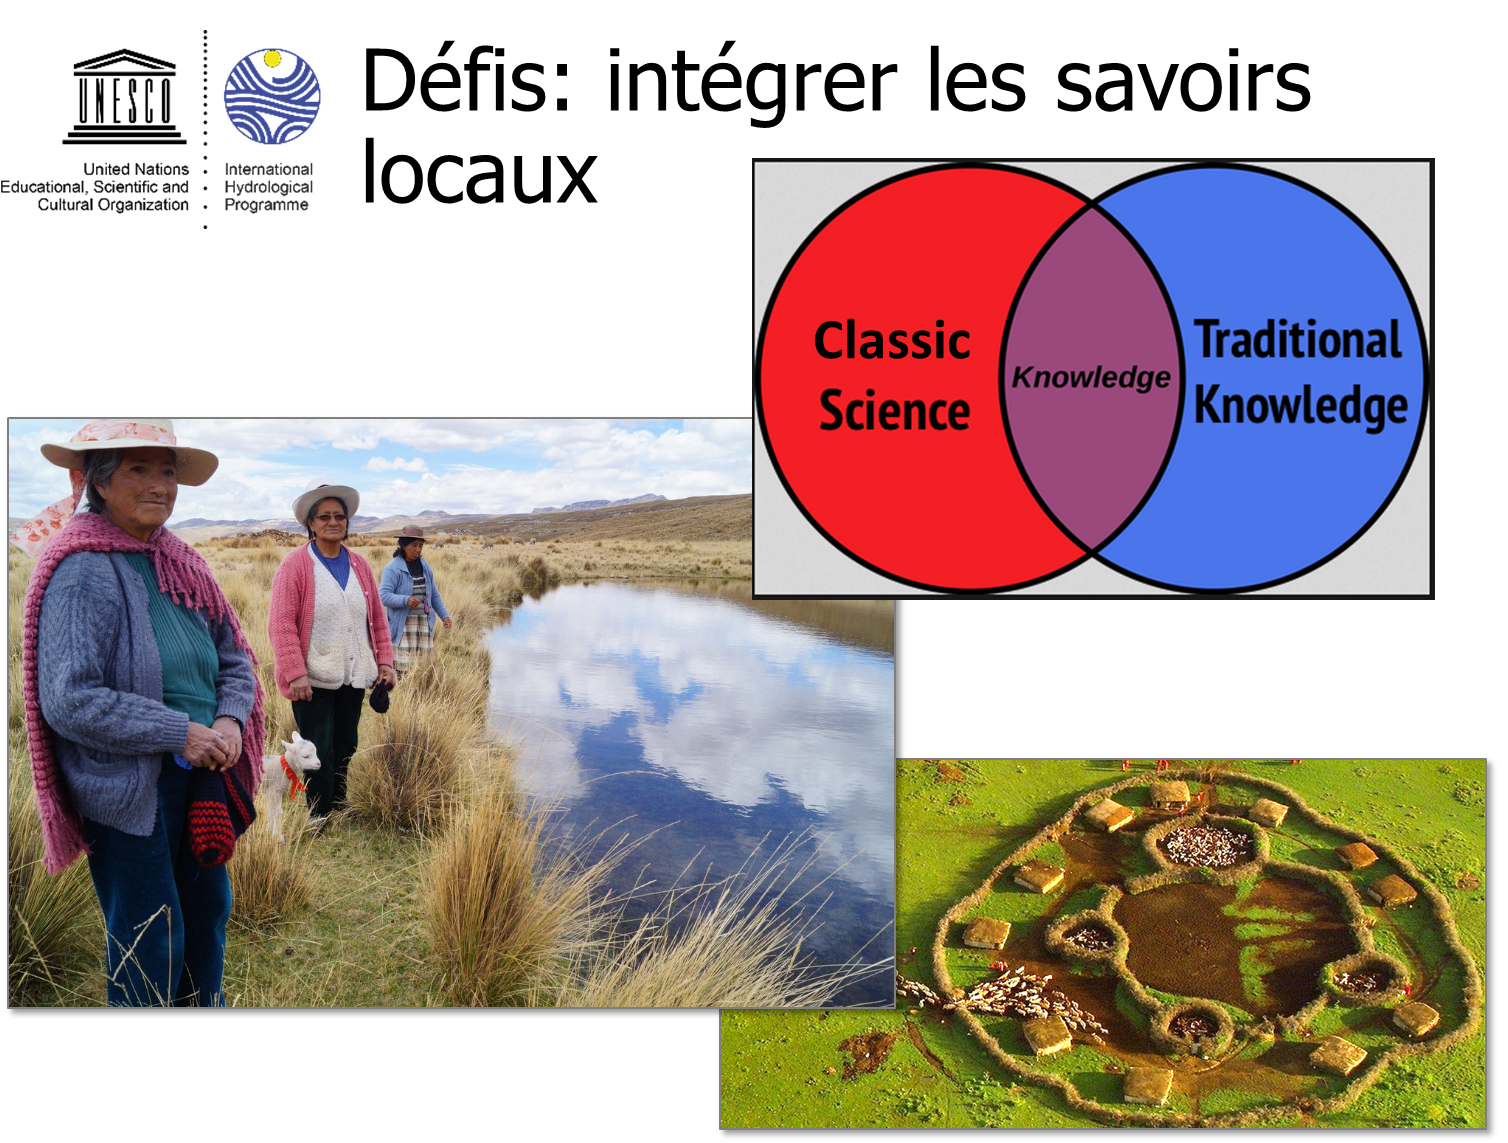 UNESCO
United Nations
Educational, Scientific and
Cultural Organization
International
Hydrological
Programme
Défis: intégrer les savoirs
locaux
Classic
Science
Knowledge
Traditional
Knowledge